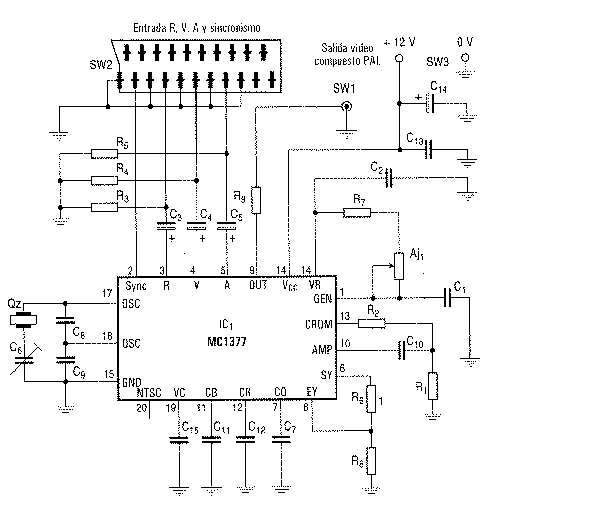 Entrada R, V, A y sincronismo
Salida video
compuesto PAL
+ 12 V
0 V
SW2
SW1
SW3
C14
+
C13
C2
R5
R4
R3
R9
R7
C3
C4
C5
+
+
+
Aj1
2
3
4
5
9
14
14
Sync
R
V
A
OUT
VCC
VR
17
OSC
GEN
1
C1
Qz
IC1
MC1377
CROM
13
R2
C8
18
OSC
AMP
10
C10
C6
C9
15
GND
SY
6
R1
NTSC
VC
CB
CR
CQ
EY
R9
1
20
19
11
12
7
8
C15
C11
C12
C7
R8